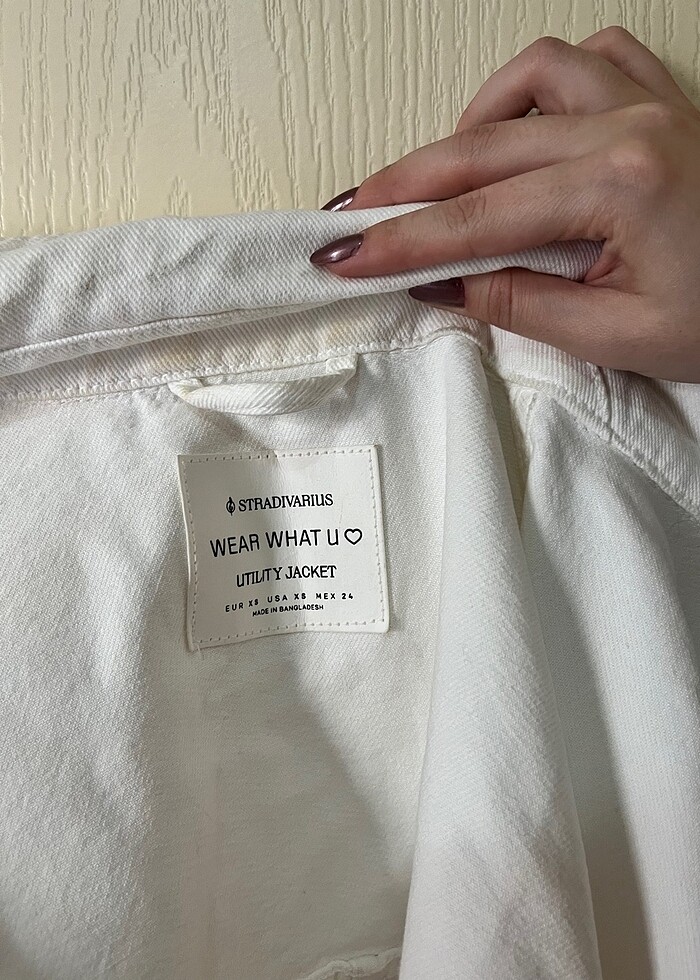 STRADIVARIUS
WEAR WHAT U ♡
UTILITY JACKET
EUR XS USA XS MEX 24
MADE IN BANGLADESH